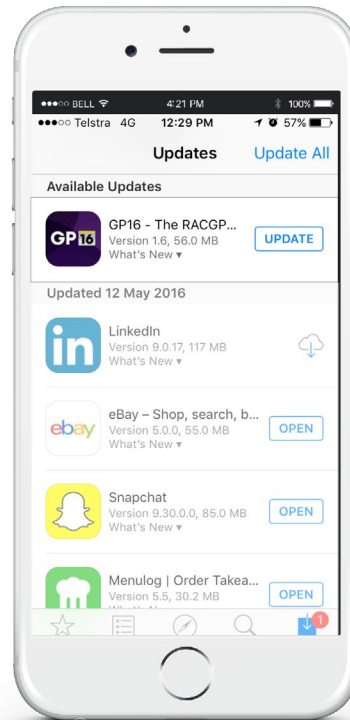 ●●●○○ BELL 4:21 PM 100%
●●●○○ Telstra 4G 12:29 PM 57%
Updates Update All
Available Updates
GP16
GP16 - The RACGP...
Version 1.6, 56.0 MB
What's New ▾
UPDATE
Updated 12 May 2016
in
LinkedIn
Version 9.0.17, 117 MB
What's New ▾
ebay
eBay – Shop, search, b...
Version 5.0.0, 55.0 MB
What's New ▾
OPEN
Snapchat
Version 9.30.0.0, 85.0 MB
What's New ▾
OPEN
Menulog | Order Takea...
Version 5.5, 30.2 MB
What's New ▾
OPEN
1